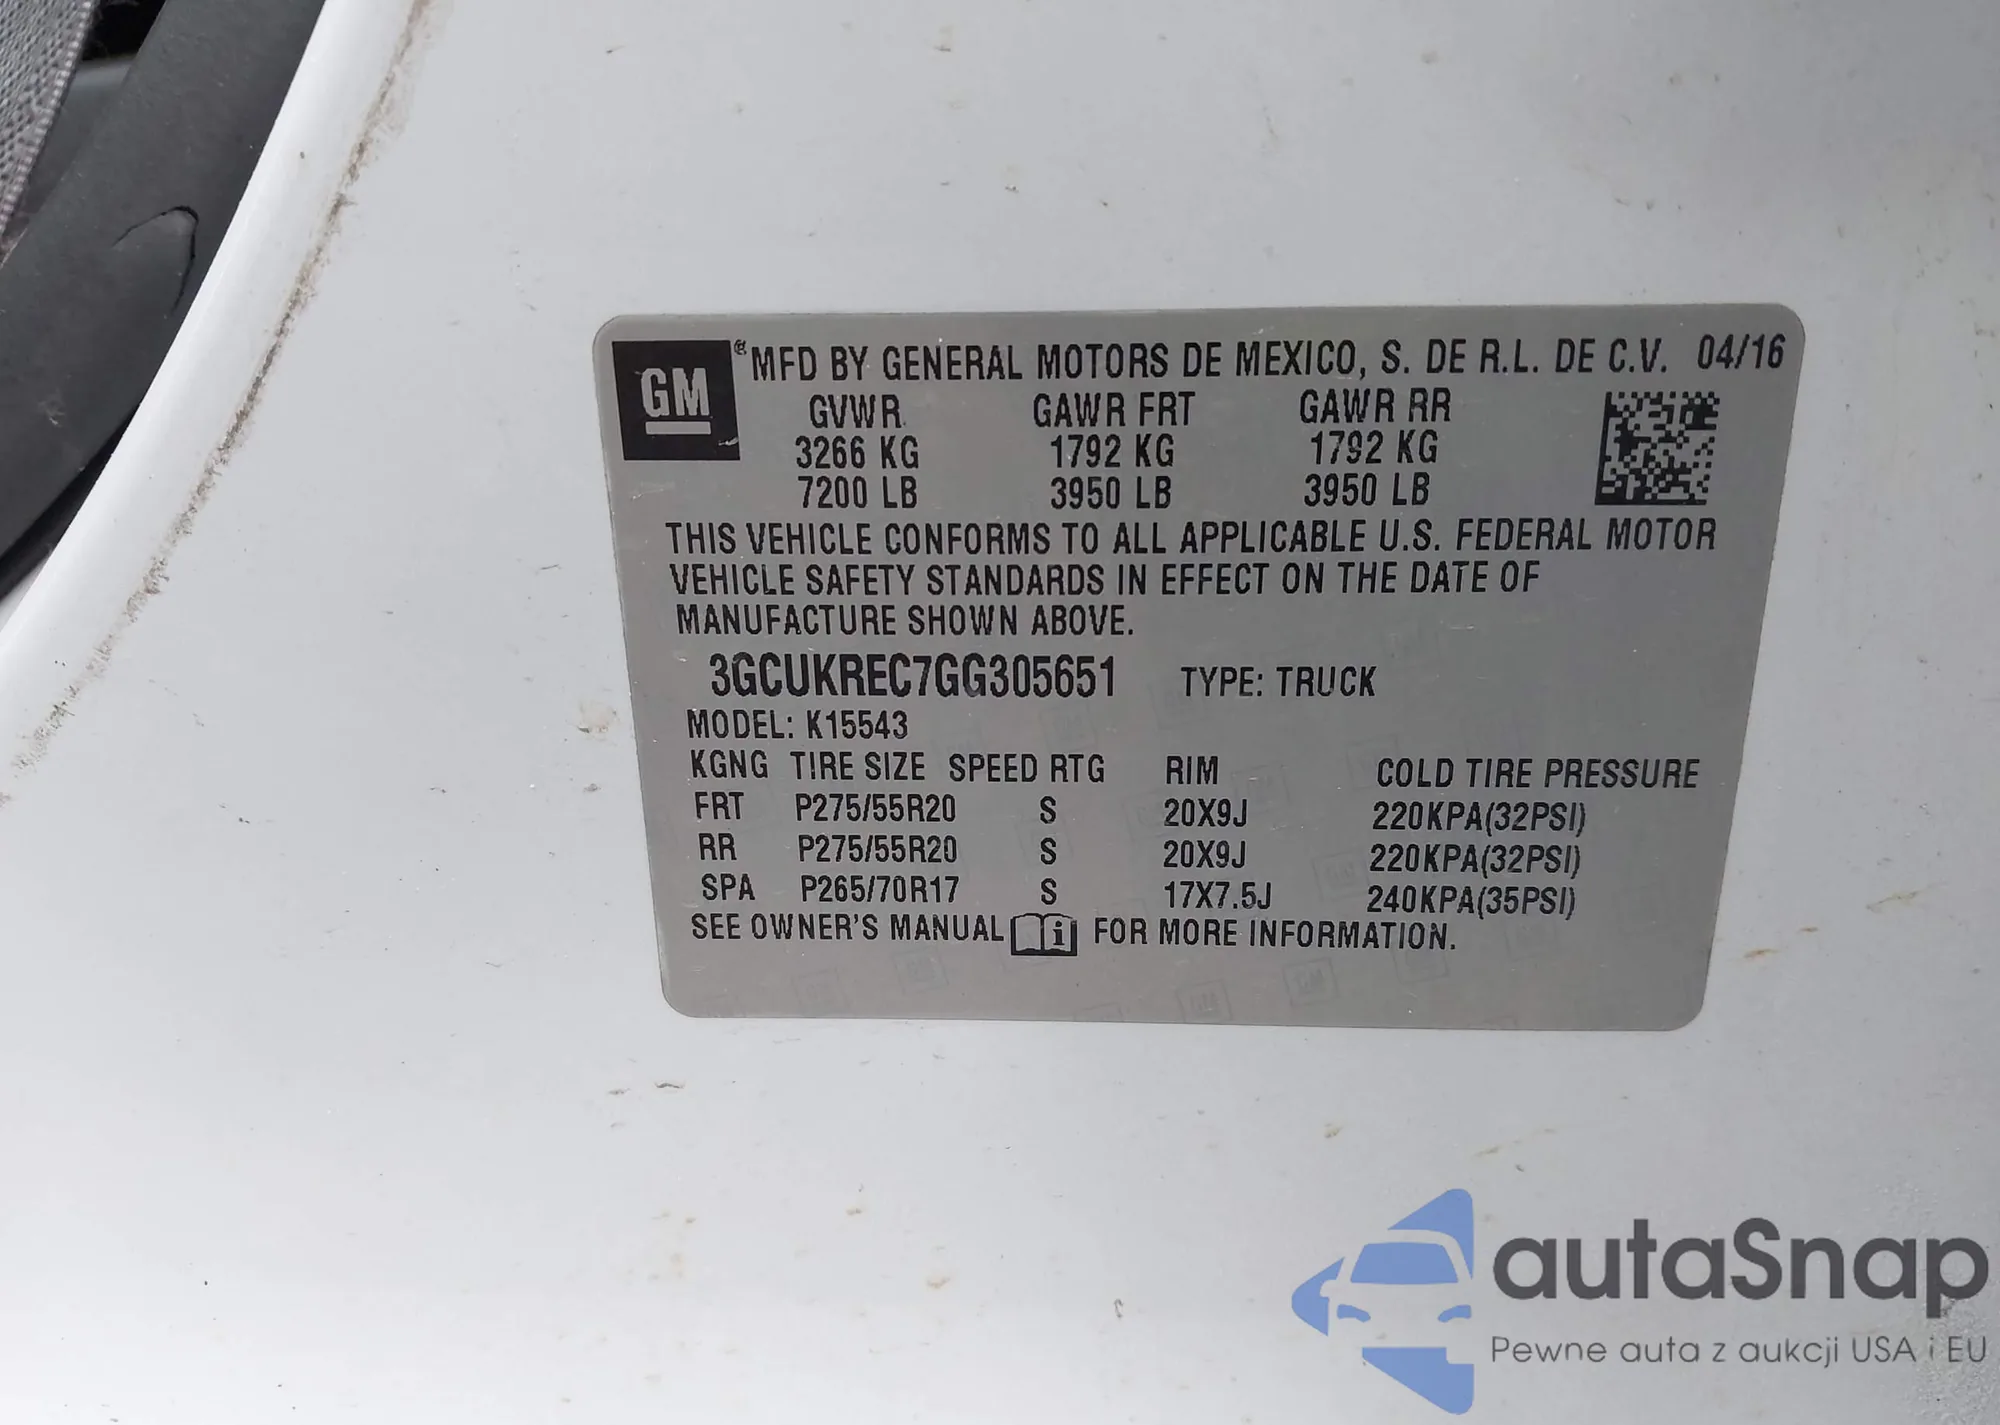 GM ® MFD BY GENERAL MOTORS DE MEXICO, S. DE R.L. DE C.V. 04/16
GVWR GAWR FRT GAWR RR
3266 KG 1792 KG 1792 KG
7200 LB 3950 LB 3950 LB
THIS VEHICLE CONFORMS TO ALL APPLICABLE U.S. FEDERAL MOTOR
VEHICLE SAFETY STANDARDS IN EFFECT ON THE DATE OF
MANUFACTURE SHOWN ABOVE.
3GCUKREC7GG305651 TYPE: TRUCK
MODEL: K15543
KGNG TIRE SIZE SPEED RTG RIM COLD TIRE PRESSURE
FRT P275/55R20 S 20X9J 220KPA(32PSI)
RR P275/55R20 S 20X9J 220KPA(32PSI)
SPA P265/70R17 S 17X7.5J 240KPA(35PSI)
SEE OWNER'S MANUAL i FOR MORE INFORMATION.
autaSnap
Pewne auta z aukcji USA i EU